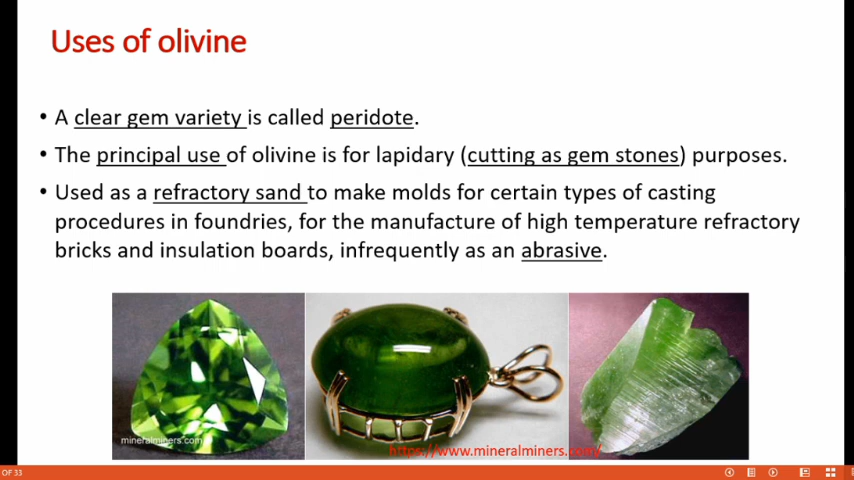 Uses of olivine
• A clear gem variety is called peridote.
• The principal use of olivine is for lapidary (cutting as gem stones) purposes.
• Used as a refractory sand to make molds for certain types of casting
procedures in foundries, for the manufacture of high temperature refractory
bricks and insulation boards, infrequently as an abrasive.
mineralminers.com
https://www.mineralminers.com/
OF 33